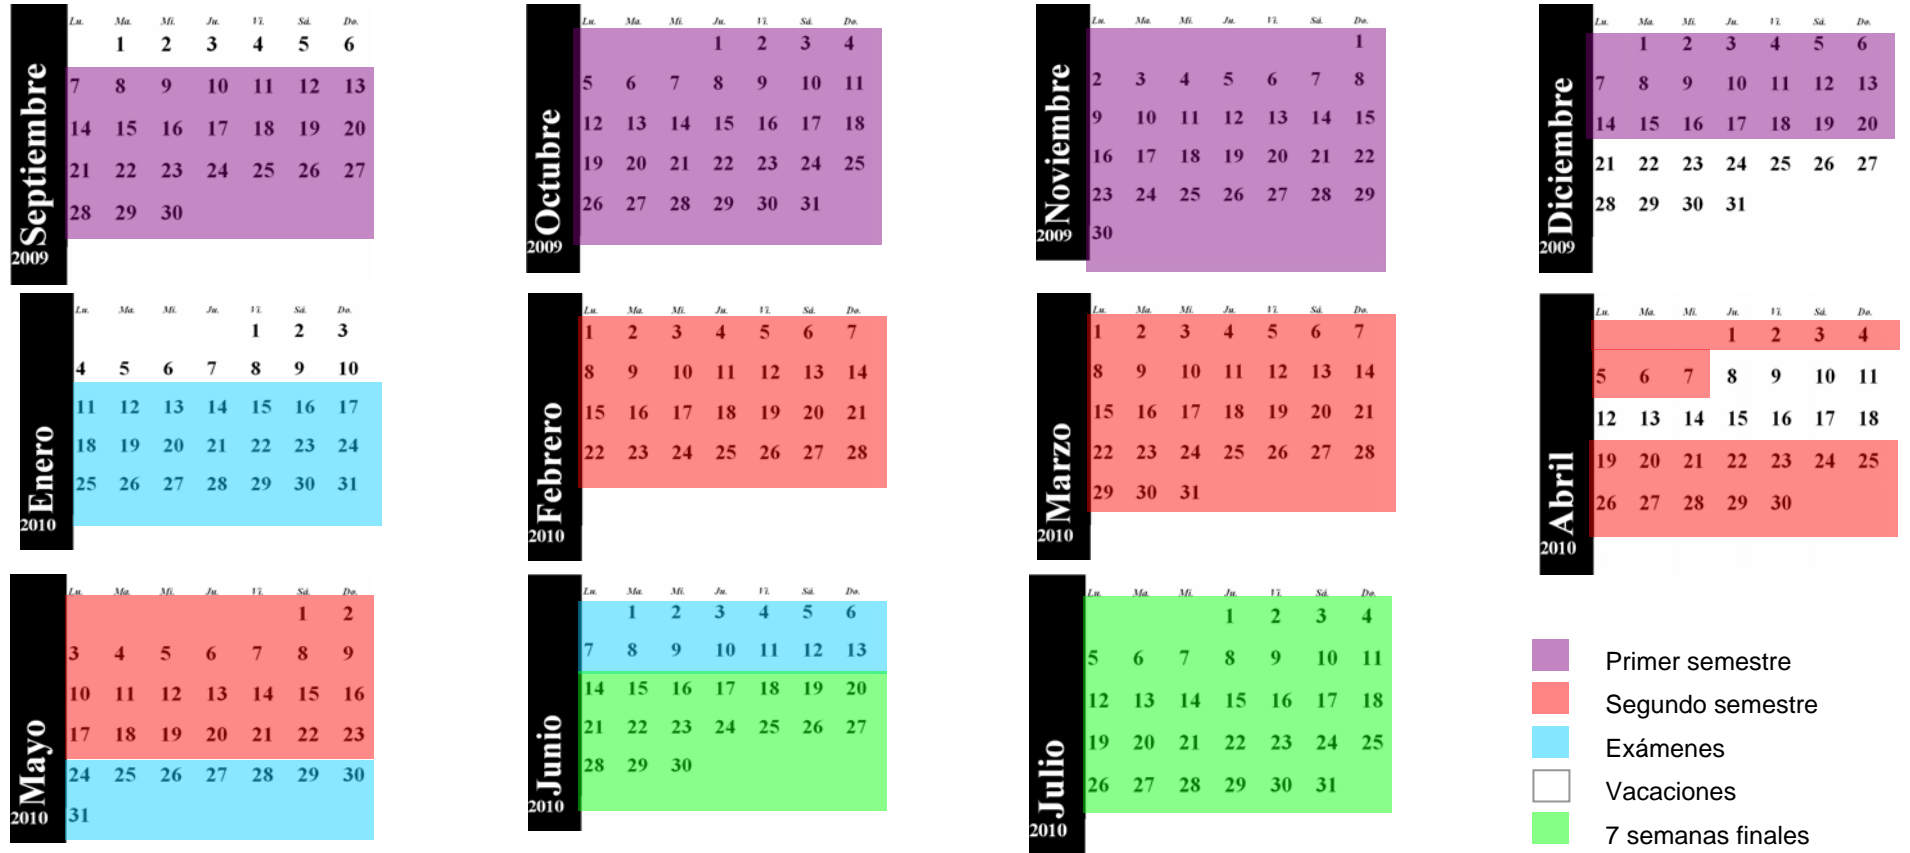 Septiembre 2009
Lu. Ma. Mi. Ju. Vi. Sá. Do.
1 2 3 4 5 6
7 8 9 10 11 12 13
14 15 16 17 18 19 20
21 22 23 24 25 26 27
28 29 30
Octubre 2009
Lu. Ma. Mi. Ju. Vi. Sá. Do.
1 2 3 4
5 6 7 8 9 10 11
12 13 14 15 16 17 18
19 20 21 22 23 24 25
26 27 28 29 30 31
Noviembre 2009
Lu. Ma. Mi. Ju. Vi. Sá. Do.
1
2 3 4 5 6 7 8
9 10 11 12 13 14 15
16 17 18 19 20 21 22
23 24 25 26 27 28 29
30
Diciembre 2009
Lu. Ma. Mi. Ju. Vi. Sá. Do.
1 2 3 4 5 6
7 8 9 10 11 12 13
14 15 16 17 18 19 20
21 22 23 24 25 26 27
28 29 30 31
Enero 2010
Lu. Ma. Mi. Ju. Vi. Sá. Do.
1 2 3
4 5 6 7 8 9 10
11 12 13 14 15 16 17
18 19 20 21 22 23 24
25 26 27 28 29 30 31
Febrero 2010
Lu. Ma. Mi. Ju. Vi. Sá. Do.
1 2 3 4 5 6 7
8 9 10 11 12 13 14
15 16 17 18 19 20 21
22 23 24 25 26 27 28
Marzo 2010
Lu. Ma. Mi. Ju. Vi. Sá. Do.
1 2 3 4 5 6 7
8 9 10 11 12 13 14
15 16 17 18 19 20 21
22 23 24 25 26 27 28
29 30 31
Abril 2010
Lu. Ma. Mi. Ju. Vi. Sá. Do.
1 2 3 4
5 6 7 8 9 10 11
12 13 14 15 16 17 18
19 20 21 22 23 24 25
26 27 28 29 30
Mayo 2010
Lu. Ma. Mi. Ju. Vi. Sá. Do.
1 2
3 4 5 6 7 8 9
10 11 12 13 14 15 16
17 18 19 20 21 22 23
24 25 26 27 28 29 30
31
Junio 2010
Lu. Ma. Mi. Ju. Vi. Sá. Do.
1 2 3 4 5 6
7 8 9 10 11 12 13
14 15 16 17 18 19 20
21 22 23 24 25 26 27
28 29 30
Julio 2010
Lu. Ma. Mi. Ju. Vi. Sá. Do.
1 2 3 4
5 6 7 8 9 10 11
12 13 14 15 16 17 18
19 20 21 22 23 24 25
26 27 28 29 30 31
Primer semestre
Segundo semestre
Exámenes
Vacaciones
7 semanas finales